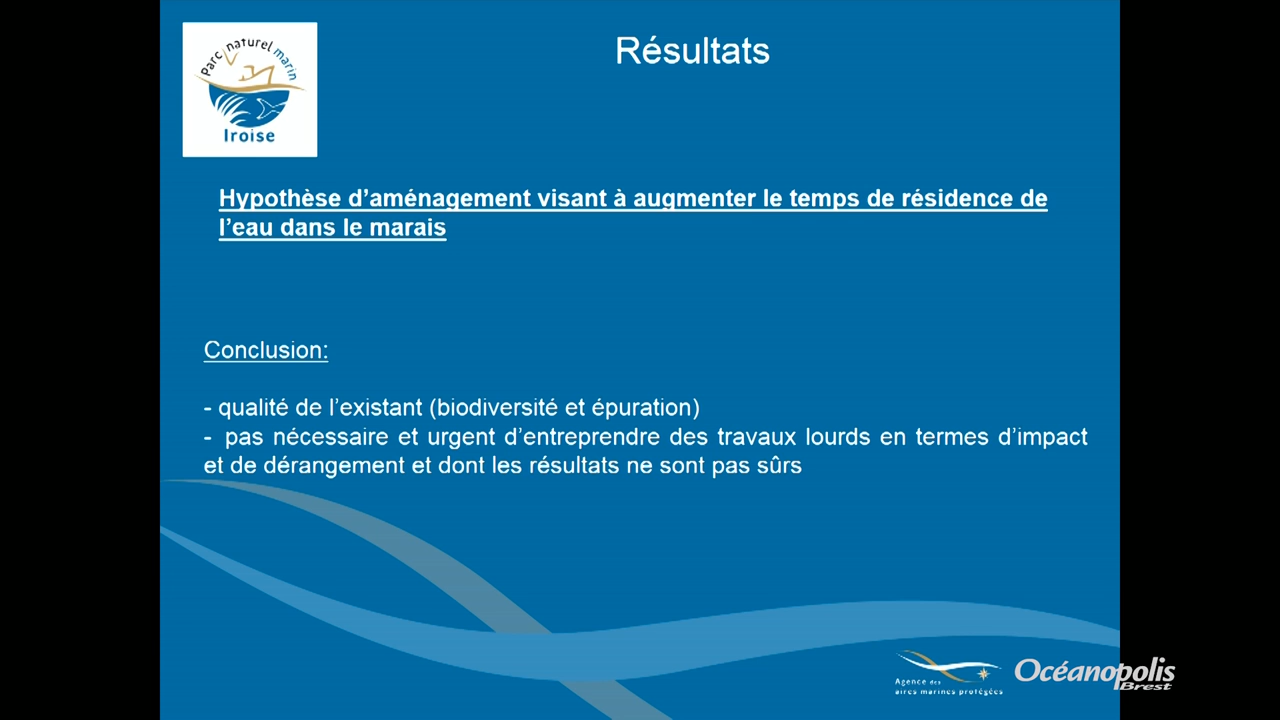 Parc naturel marin
Iroise
Résultats
Hypothèse d’aménagement visant à augmenter le temps de résidence de
l’eau dans le marais
Conclusion:
- qualité de l’existant (biodiversité et épuration)
- pas nécessaire et urgent d’entreprendre des travaux lourds en termes d’impact
et de dérangement et dont les résultats ne sont pas sûrs
Agence des
aires marines protégées
Océanopolis
Brest